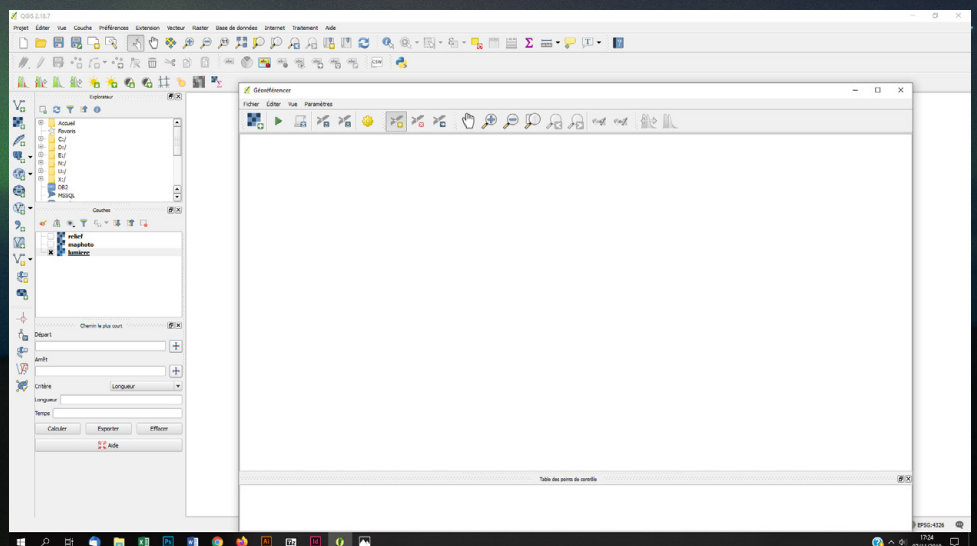 QGIS 2.18.7
Projet Éditer Vue Couche Préférences Extension Vecteur Raster Base de données Internet Traitement Aide
CSW
Explorateur
Accueil
Favoris
C:/
D:/
E:/
N:/
U:/
X:/
DB2
MSSQL
Couches
relief
maphoto
lumiere
Chemin le plus court
Départ
Arrêt
Critère Longueur
Longueur
Temps
Calculer Exporter Effacer
Aide
Géoréférencer
Fichier Éditer Vue Paramètres
Table des points de contrôle
EPSG:4326
17:24